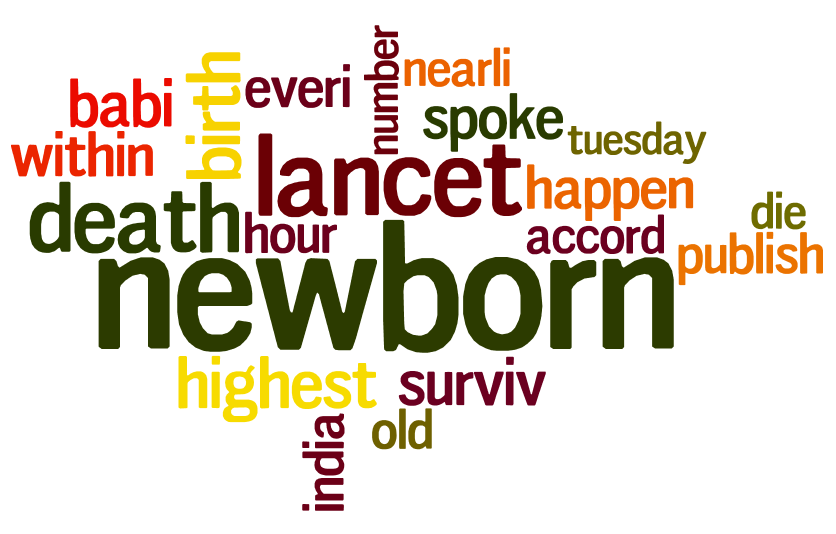 number
nearli
babi
birth
everi
spoke
within
tuesday
lancet
happen
death
hour
accord
die
publish
newborn
highest
surviv
old
india